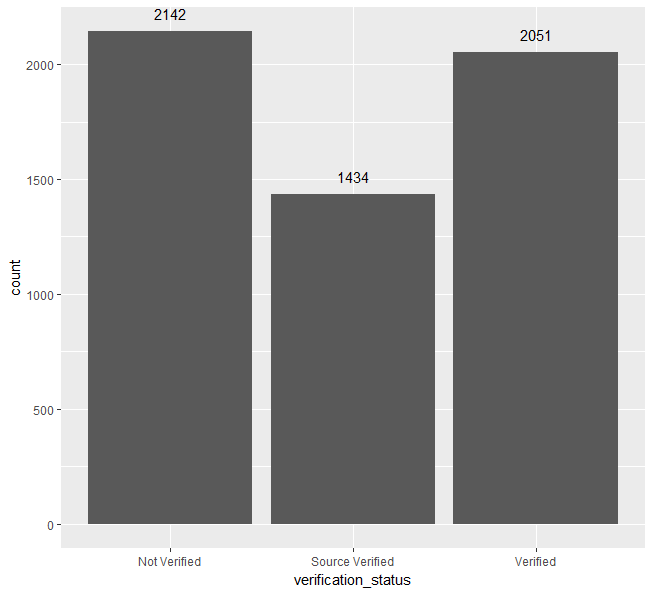 2142
2051
1434
2000
1500
1000
500
0
count
Not Verified
Source Verified
Verified
verification_status